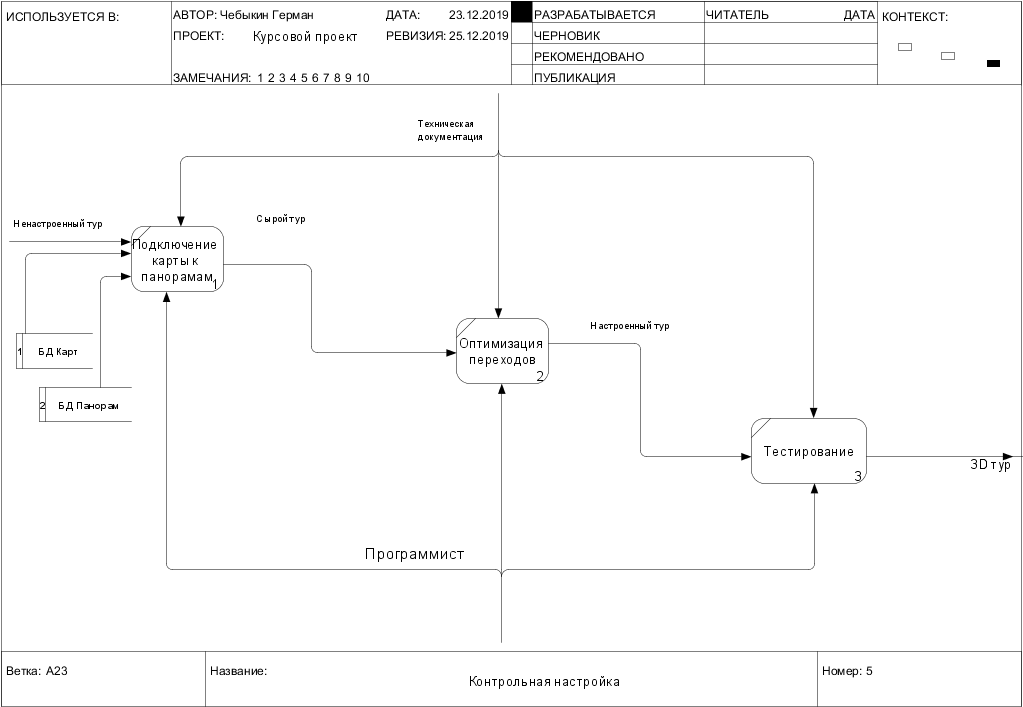 ИСПОЛЬЗУЕТСЯ В:
АВТОР: Чебыкин Герман
ДАТА: 23.12.2019
РАЗРАБАТЫВАЕТСЯ
ЧИТАТЕЛЬ
ДАТА
КОНТЕКСТ:
ПРОЕКТ: Курсовой проект
РЕВИЗИЯ: 25.12.2019
ЧЕРНОВИК
РЕКОМЕНДОВАНО
ЗАМЕЧАНИЯ: 1 2 3 4 5 6 7 8 9 10
ПУБЛИКАЦИЯ
Техническая
документация
Ненастроенный тур
Сырой тур
Подключение
карты к
панорамам
1
Настроенный тур
Оптимизация
переходов
2
1 БД Карт
2 БД Панорам
Тестирование
3
3D тур
Программист
Ветка: A23
Название:
Контрольная настройка
Номер: 5